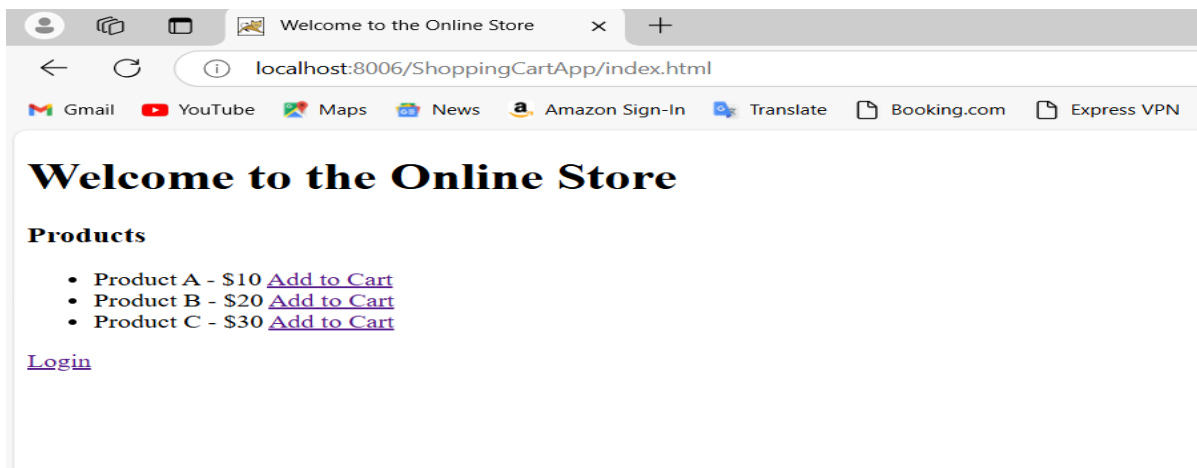 Welcome to the Online Store
localhost:8006/ShoppingCartApp/index.html
Gmail YouTube Maps News Amazon Sign-In Translate Booking.com Express VPN
Welcome to the Online Store
Products
Product A - $10 Add to Cart
Product B - $20 Add to Cart
Product C - $30 Add to Cart
Login